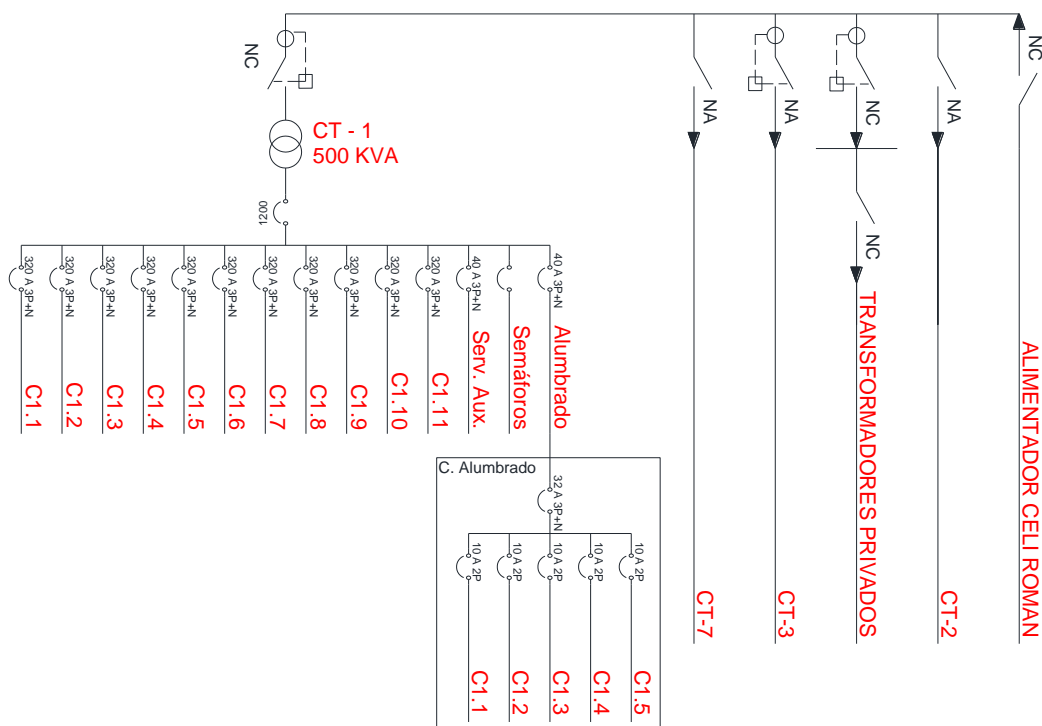 NC
CT - 1
500 KVA
1200
NA
NA
NC
NC
NA
NC
CT-7
CT-3
TRANSFORMADORES PRIVADOS
CT-2
ALIMENTADOR CELI ROMAN
320 A 3P+N
320 A 3P+N
320 A 3P+N
320 A 3P+N
320 A 3P+N
320 A 3P+N
320 A 3P+N
320 A 3P+N
320 A 3P+N
320 A 3P+N
320 A 3P+N
40 A 3P+N
40 A 3P+N
C1.1
C1.2
C1.3
C1.4
C1.5
C1.6
C1.7
C1.8
C1.9
C1.10
C1.11
Serv. Aux.
Semáforos
Alumbrado
C. Alumbrado
32 A 3P+N
10 A 2P
10 A 2P
10 A 2P
10 A 2P
10 A 2P
C1.1
C1.2
C1.3
C1.4
C1.5